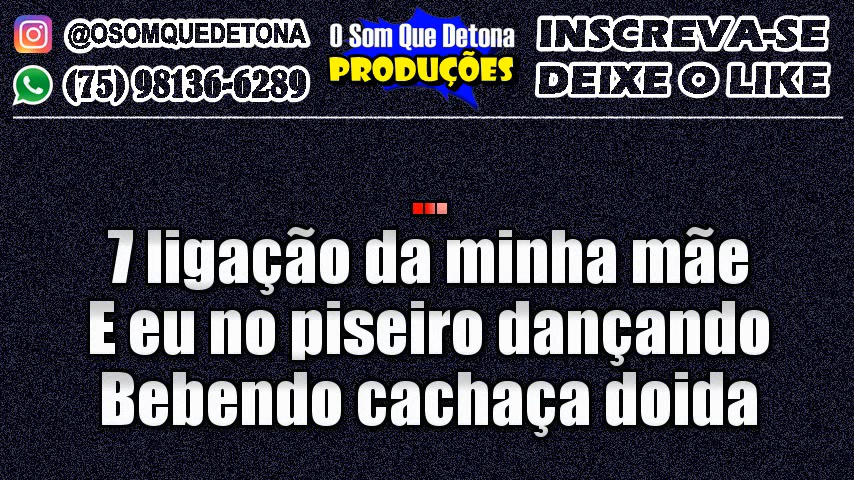 @OSOMQUEDETONA
(75) 98136-6289
O Som Que Detona
PRODUÇÕES
INSCREVA-SE
DEIXE O LIKE
7 ligação da minha mãe
E eu no piseiro dançando
Bebendo cachaça doida